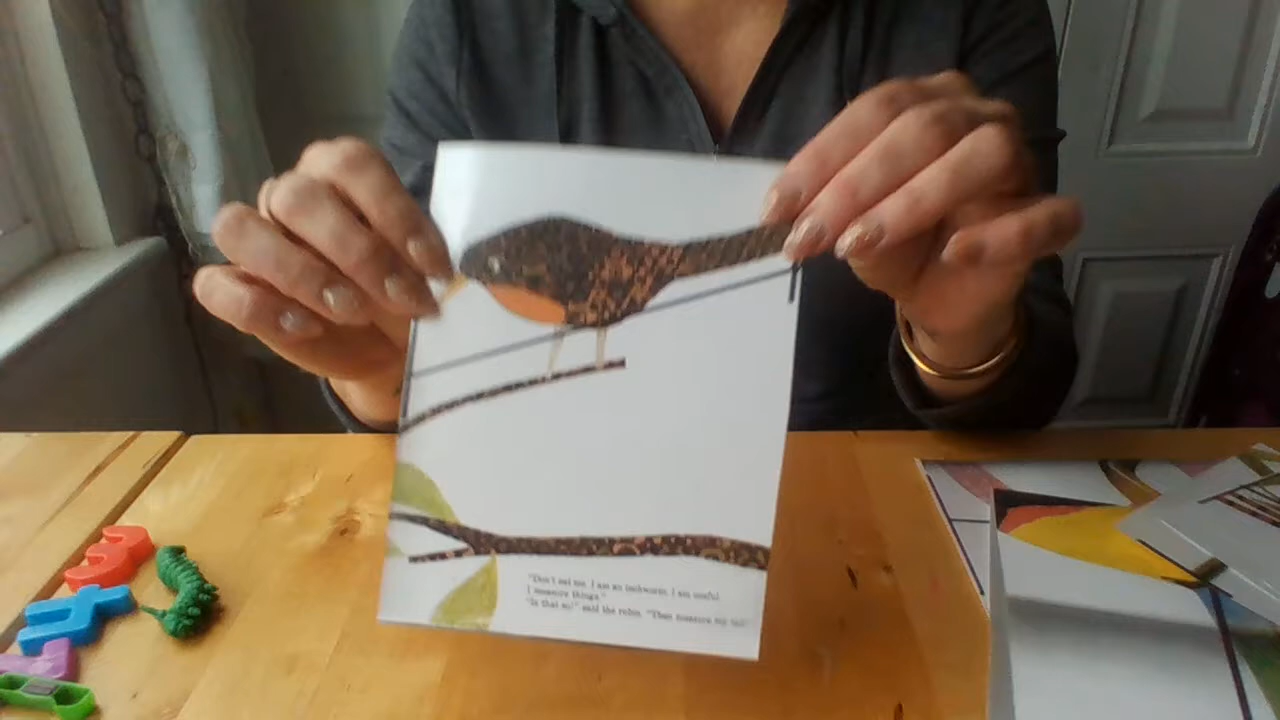 "Don't eat me. I am an inchworm. I am useful.
I measure things."
"Is that so!" said the robin. "Then measure my tail."